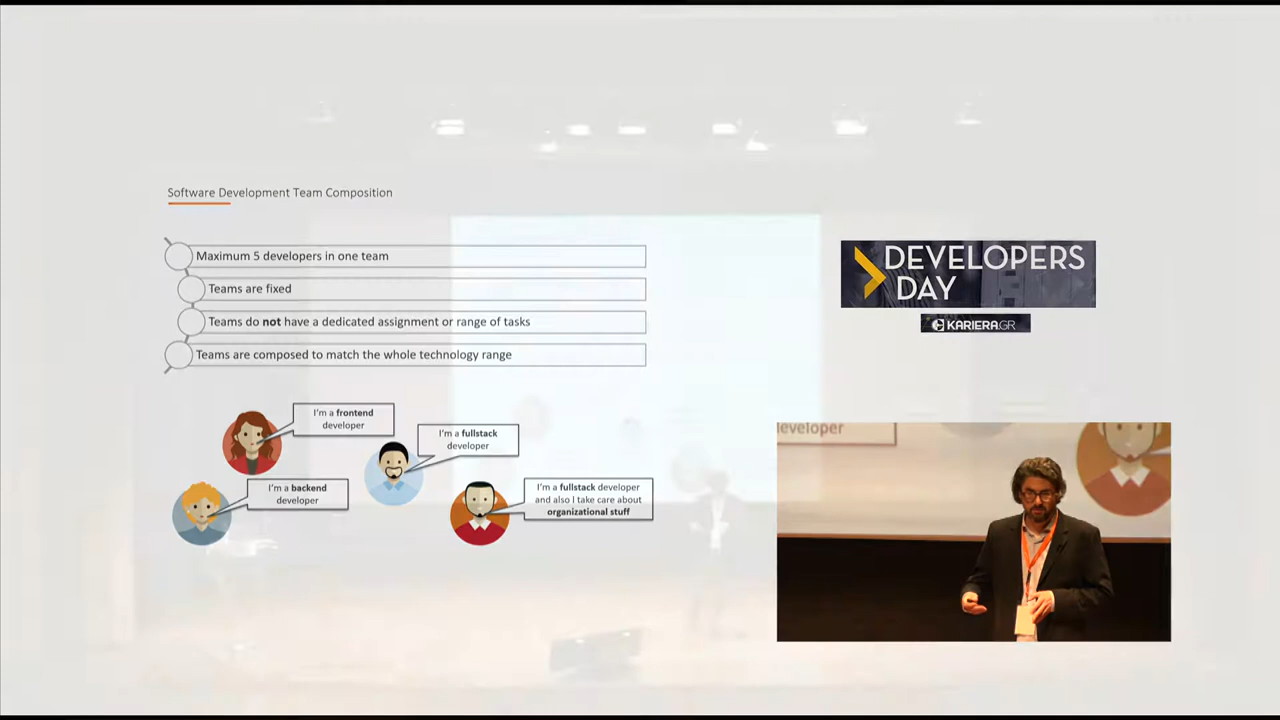 Software Development Team Composition
Maximum 5 developers in one team
Teams are fixed
Teams do not have a dedicated assignment or range of tasks
Teams are composed to match the whole technology range
I'm a frontend
developer
I'm a fullstack
developer
I'm a backend
developer
I'm a fullstack developer
and also I take care about
organizational stuff
DEVELOPERS
DAY
KARIERA.GR
developer